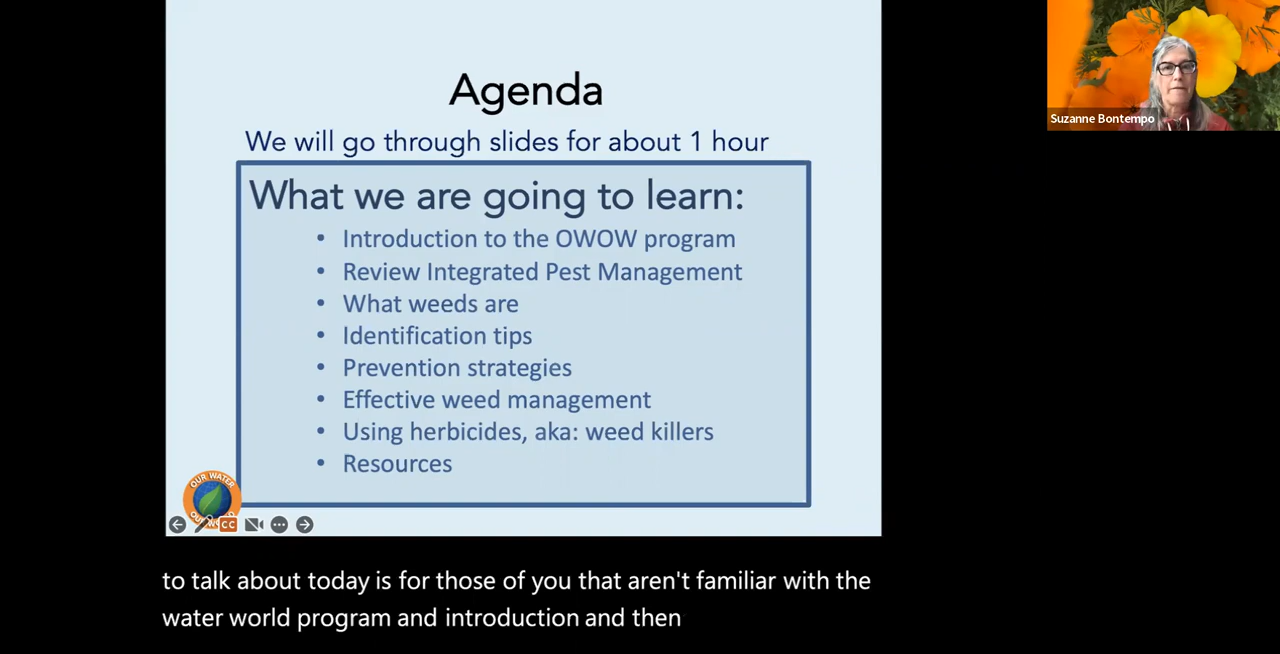 Agenda
We will go through slides for about 1 hour
What we are going to learn:
• Introduction to the OWOW program
• Review Integrated Pest Management
• What weeds are
• Identification tips
• Prevention strategies
• Effective weed management
• Using herbicides, aka: weed killers
• Resources
OUR WATER
CC
to talk about today is for those of you that aren't familiar with the
water world program and introduction and then
Suzanne Bontempo